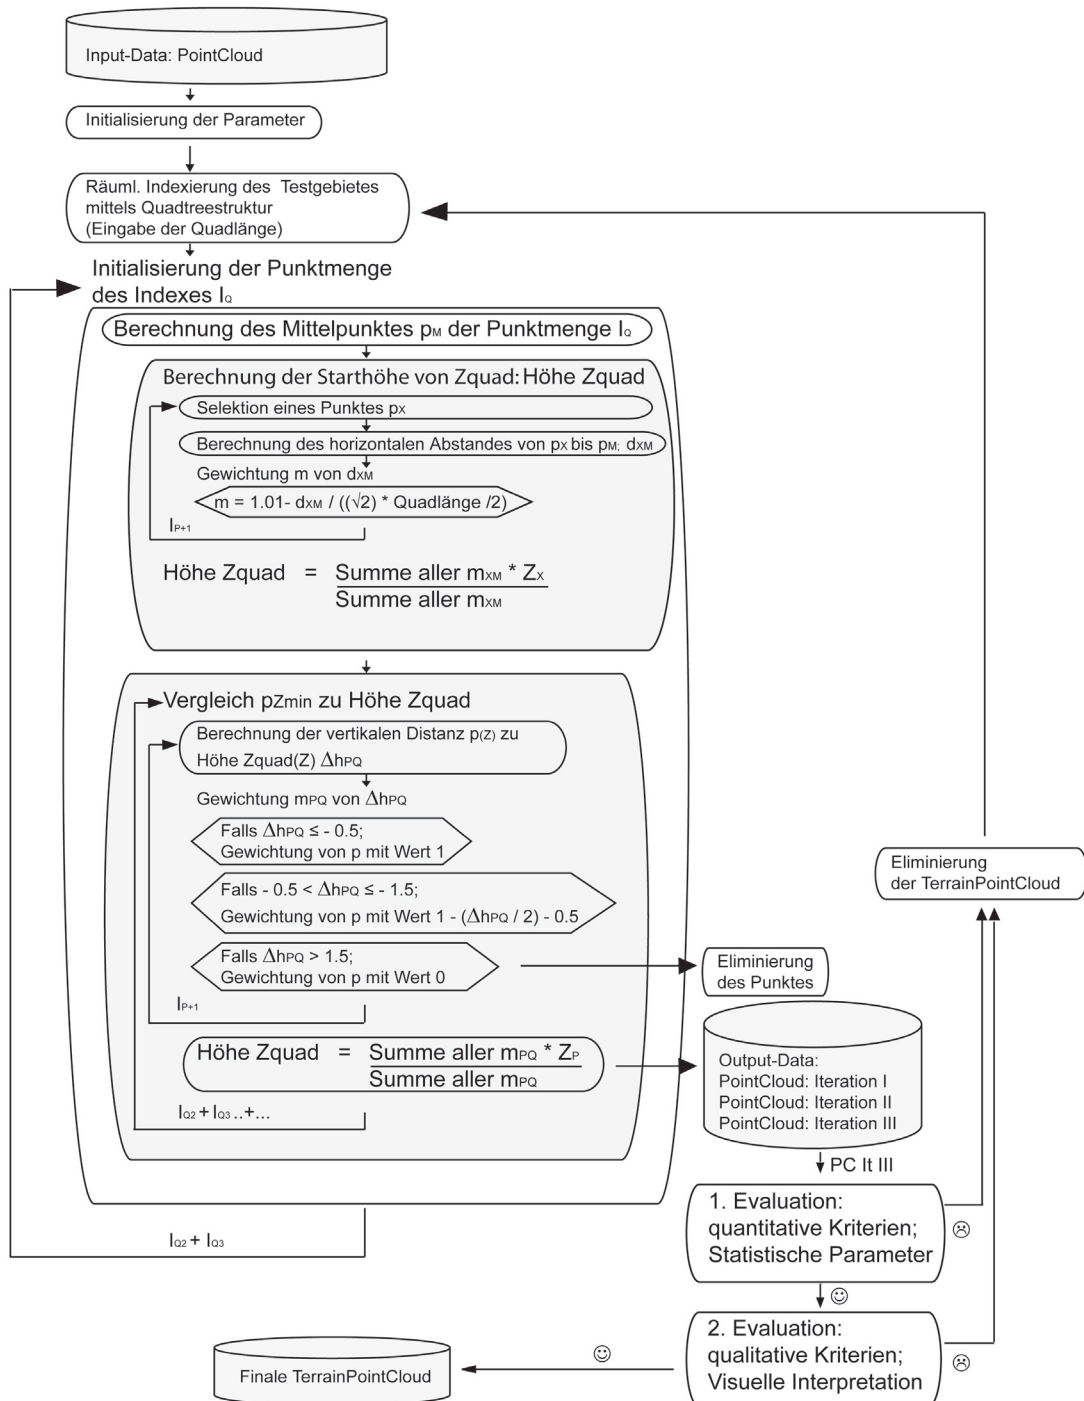 Input-Data: PointCloud
Initialisierung der Parameter
Räuml. Indexierung des Testgebietes
mittels Quadtreestruktur
(Eingabe der Quadlänge)
Initialisierung der Punktmenge
des Indexes IQ
Berechnung des Mittelpunktes pM der Punktmenge IQ
Berechnung der Starthöhe von Zquad: Höhe Zquad
Selektion eines Punktes pX
Berechnung des horizontalen Abstandes von pX bis pM; dXM
Gewichtung m von dXM
m = 1.01- dXM / ((√2) * Quadlänge /2)
IP+1
Höhe Zquad = Summe aller mXM * ZX
Summe aller mXM
Vergleich pZmin zu Höhe Zquad
Berechnung der vertikalen Distanz p(Z) zu
Höhe Zquad(Z) ΔhPQ
Gewichtung mPQ von ΔhPQ
Falls ΔhPQ ≤ - 0.5;
Gewichtung von p mit Wert 1
Falls - 0.5 < ΔhPQ ≤ - 1.5;
Gewichtung von p mit Wert 1 - (ΔhPQ / 2) - 0.5
Falls ΔhPQ > 1.5;
Gewichtung von p mit Wert 0
IP+1
Höhe Zquad = Summe aller mPQ * ZP
Summe aller mPQ
IQ2 + IQ3 ..+...
IQ2 + IQ3
Eliminierung
des Punktes
Output-Data:
PointCloud: Iteration I
PointCloud: Iteration II
PointCloud: Iteration III
PC It III
1. Evaluation:
quantitative Kriterien;
Statistische Parameter
2. Evaluation:
qualitative Kriterien;
Visuelle Interpretation
Eliminierung
der TerrainPointCloud
Finale TerrainPointCloud